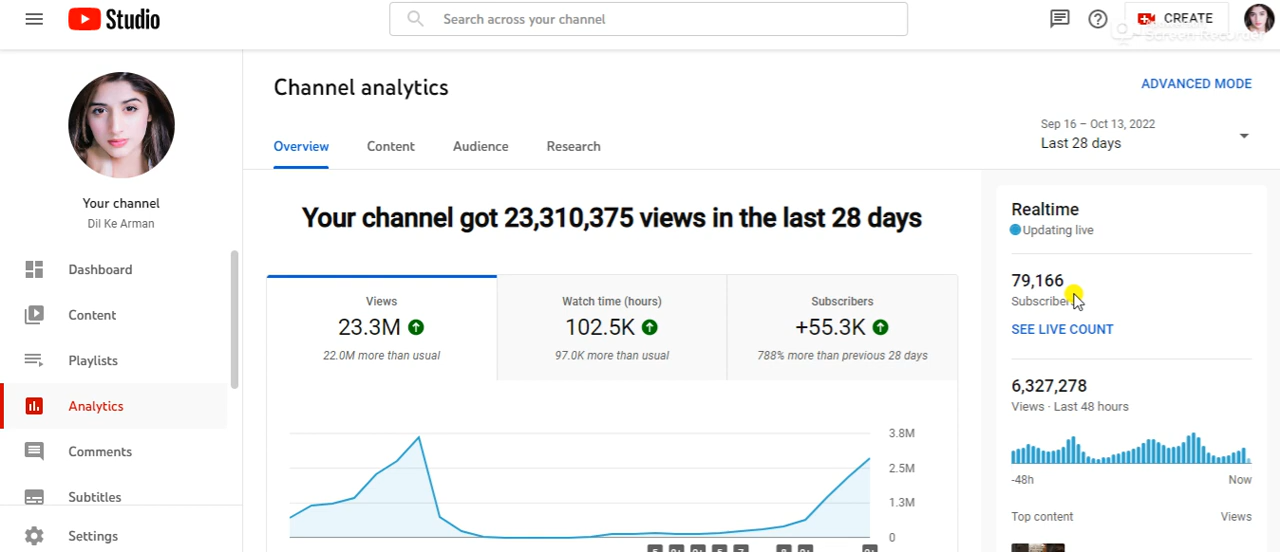 Studio
Search across your channel
CREATE
Screen Recorder
Channel analytics
ADVANCED MODE
Sep 16 – Oct 13, 2022
Last 28 days
Overview
Content
Audience
Research
Your channel
Dil Ke Arman
Dashboard
Content
Playlists
Analytics
Comments
Subtitles
Settings
Your channel got 23,310,375 views in the last 28 days
Views
23.3M
22.0M more than usual
Watch time (hours)
102.5K
97.0K more than usual
Subscribers
+55.3K
788% more than previous 28 days
3.8M
2.5M
1.3M
0
Realtime
Updating live
79,166
Subscribers
SEE LIVE COUNT
6,327,278
Views · Last 48 hours
-48h
Now
Top content
Views